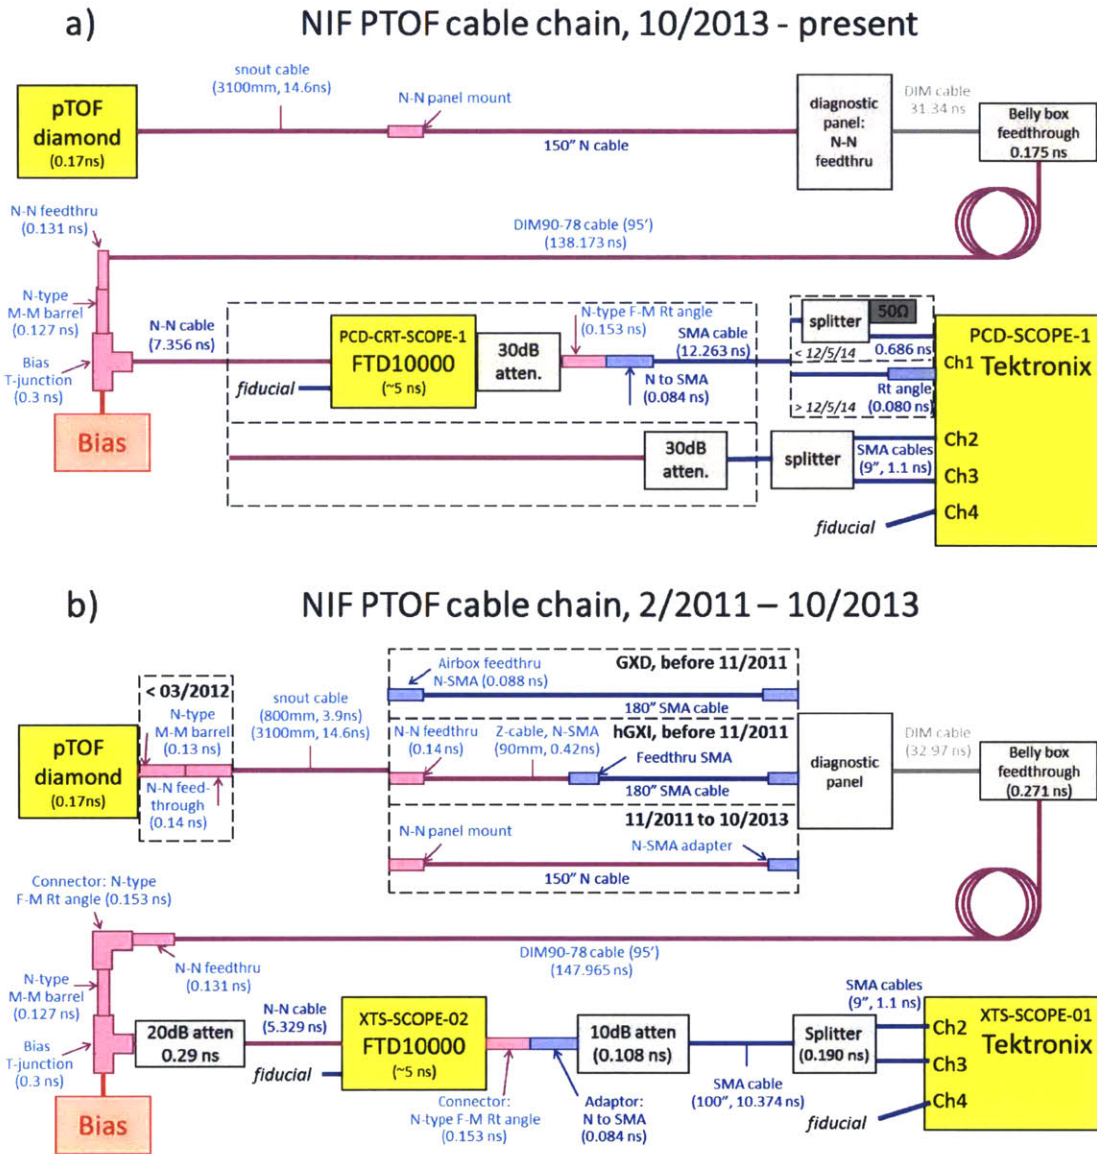 a)
NIF PTOF cable chain, 10/2013 - present
pTOF
diamond
(0.17ns)
snout cable
(3100mm, 14.6ns)
N-N panel mount
150” N cable
diagnostic
panel:
N-N
feedthru
DIM cable
31.34 ns
Belly box
feedthrough
0.175 ns
N-N feedthru
(0.131 ns)
DIM90-78 cable (95’)
(138.173 ns)
N-type
M-M barrel
(0.127 ns)
Bias
T-junction
(0.3 ns)
Bias
N-N cable
(7.356 ns)
fiducial
PCD-CRT-SCOPE-1
FTD10000
(~5 ns)
30dB
atten.
N-type F-M Rt angle
(0.153 ns)
N to SMA
(0.084 ns)
SMA cable
(12.263 ns)
splitter
50Ω
< 12/5/14
0.686 ns
Rt angle
(0.080 ns)
> 12/5/14
PCD-SCOPE-1
Ch1
Tektronix
30dB
atten.
splitter
SMA cables
(9”, 1.1 ns)
Ch2
Ch3
Ch4
fiducial
b)
NIF PTOF cable chain, 2/2011 – 10/2013
pTOF
diamond
(0.17ns)
< 03/2012
N-type
M-M barrel
(0.13 ns)
N-N feed-
through
(0.14 ns)
snout cable
(800mm, 3.9ns)
(3100mm, 14.6ns)
GXD, before 11/2011
Airbox feedthru
N-SMA (0.088 ns)
180” SMA cable
hGXI, before 11/2011
N-N feedthru
(0.14 ns)
Z-cable, N-SMA
(90mm, 0.42ns)
Feedthru SMA
180” SMA cable
11/2011 to 10/2013
N-N panel mount
N-SMA adapter
150” N cable
diagnostic
panel
DIM cable
(32.97 ns)
Belly box
feedthrough
(0.271 ns)
Connector: N-type
F-M Rt angle (0.153 ns)
N-N feedthru
(0.131 ns)
DIM90-78 cable (95’)
(147.965 ns)
N-type
M-M barrel
(0.127 ns)
Bias
T-junction
(0.3 ns)
Bias
20dB atten
0.29 ns
N-N cable
(5.329 ns)
fiducial
XTS-SCOPE-02
FTD10000
(~5 ns)
Connector:
N-type F-M Rt angle
(0.153 ns)
Adaptor:
N to SMA
(0.084 ns)
10dB atten
(0.108 ns)
SMA cable
(100”, 10.374 ns)
Splitter
(0.190 ns)
SMA cables
(9”, 1.1 ns)
XTS-SCOPE-01
Tektronix
Ch2
Ch3
Ch4
fiducial